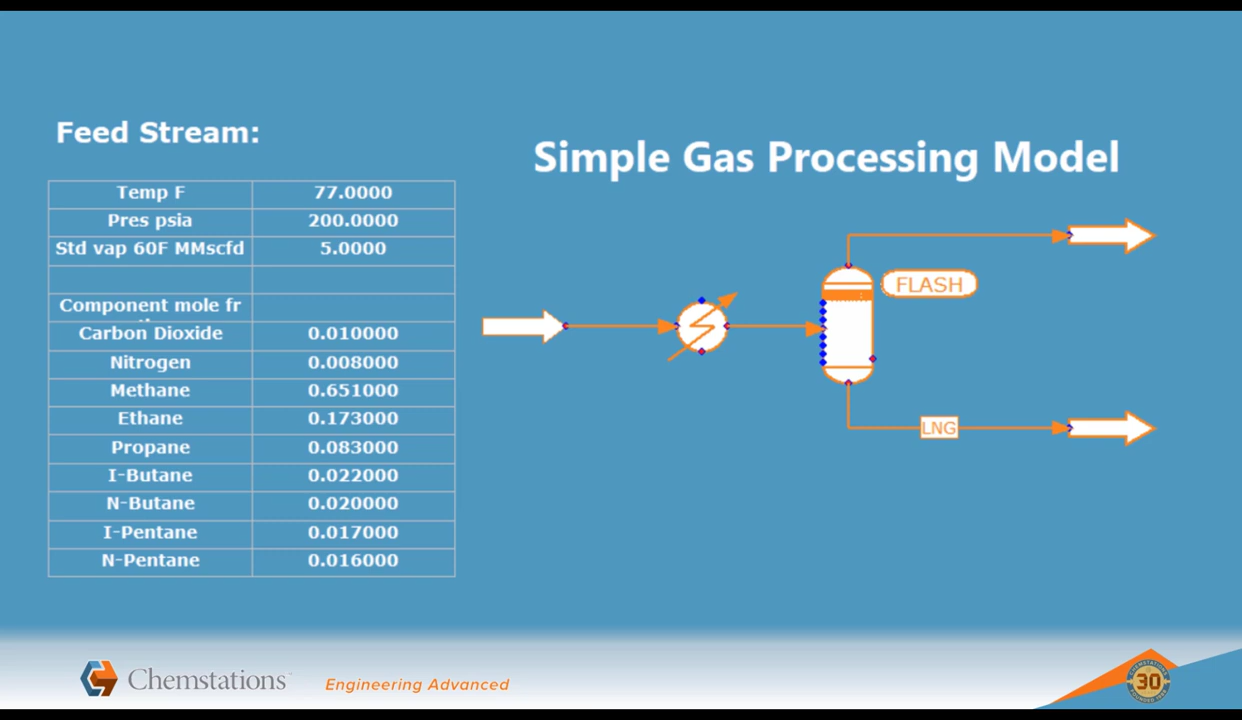 Feed Stream:
Simple Gas Processing Model
Temp F 77.0000
Pres psia 200.0000
Std vap 60F MMscfd 5.0000
Component mole fr
Carbon Dioxide 0.010000
Nitrogen 0.008000
Methane 0.651000
Ethane 0.173000
Propane 0.083000
I-Butane 0.022000
N-Butane 0.020000
I-Pentane 0.017000
N-Pentane 0.016000
FLASH
LNG
Chemstations
Engineering Advanced
CHEMSTATIONS
30